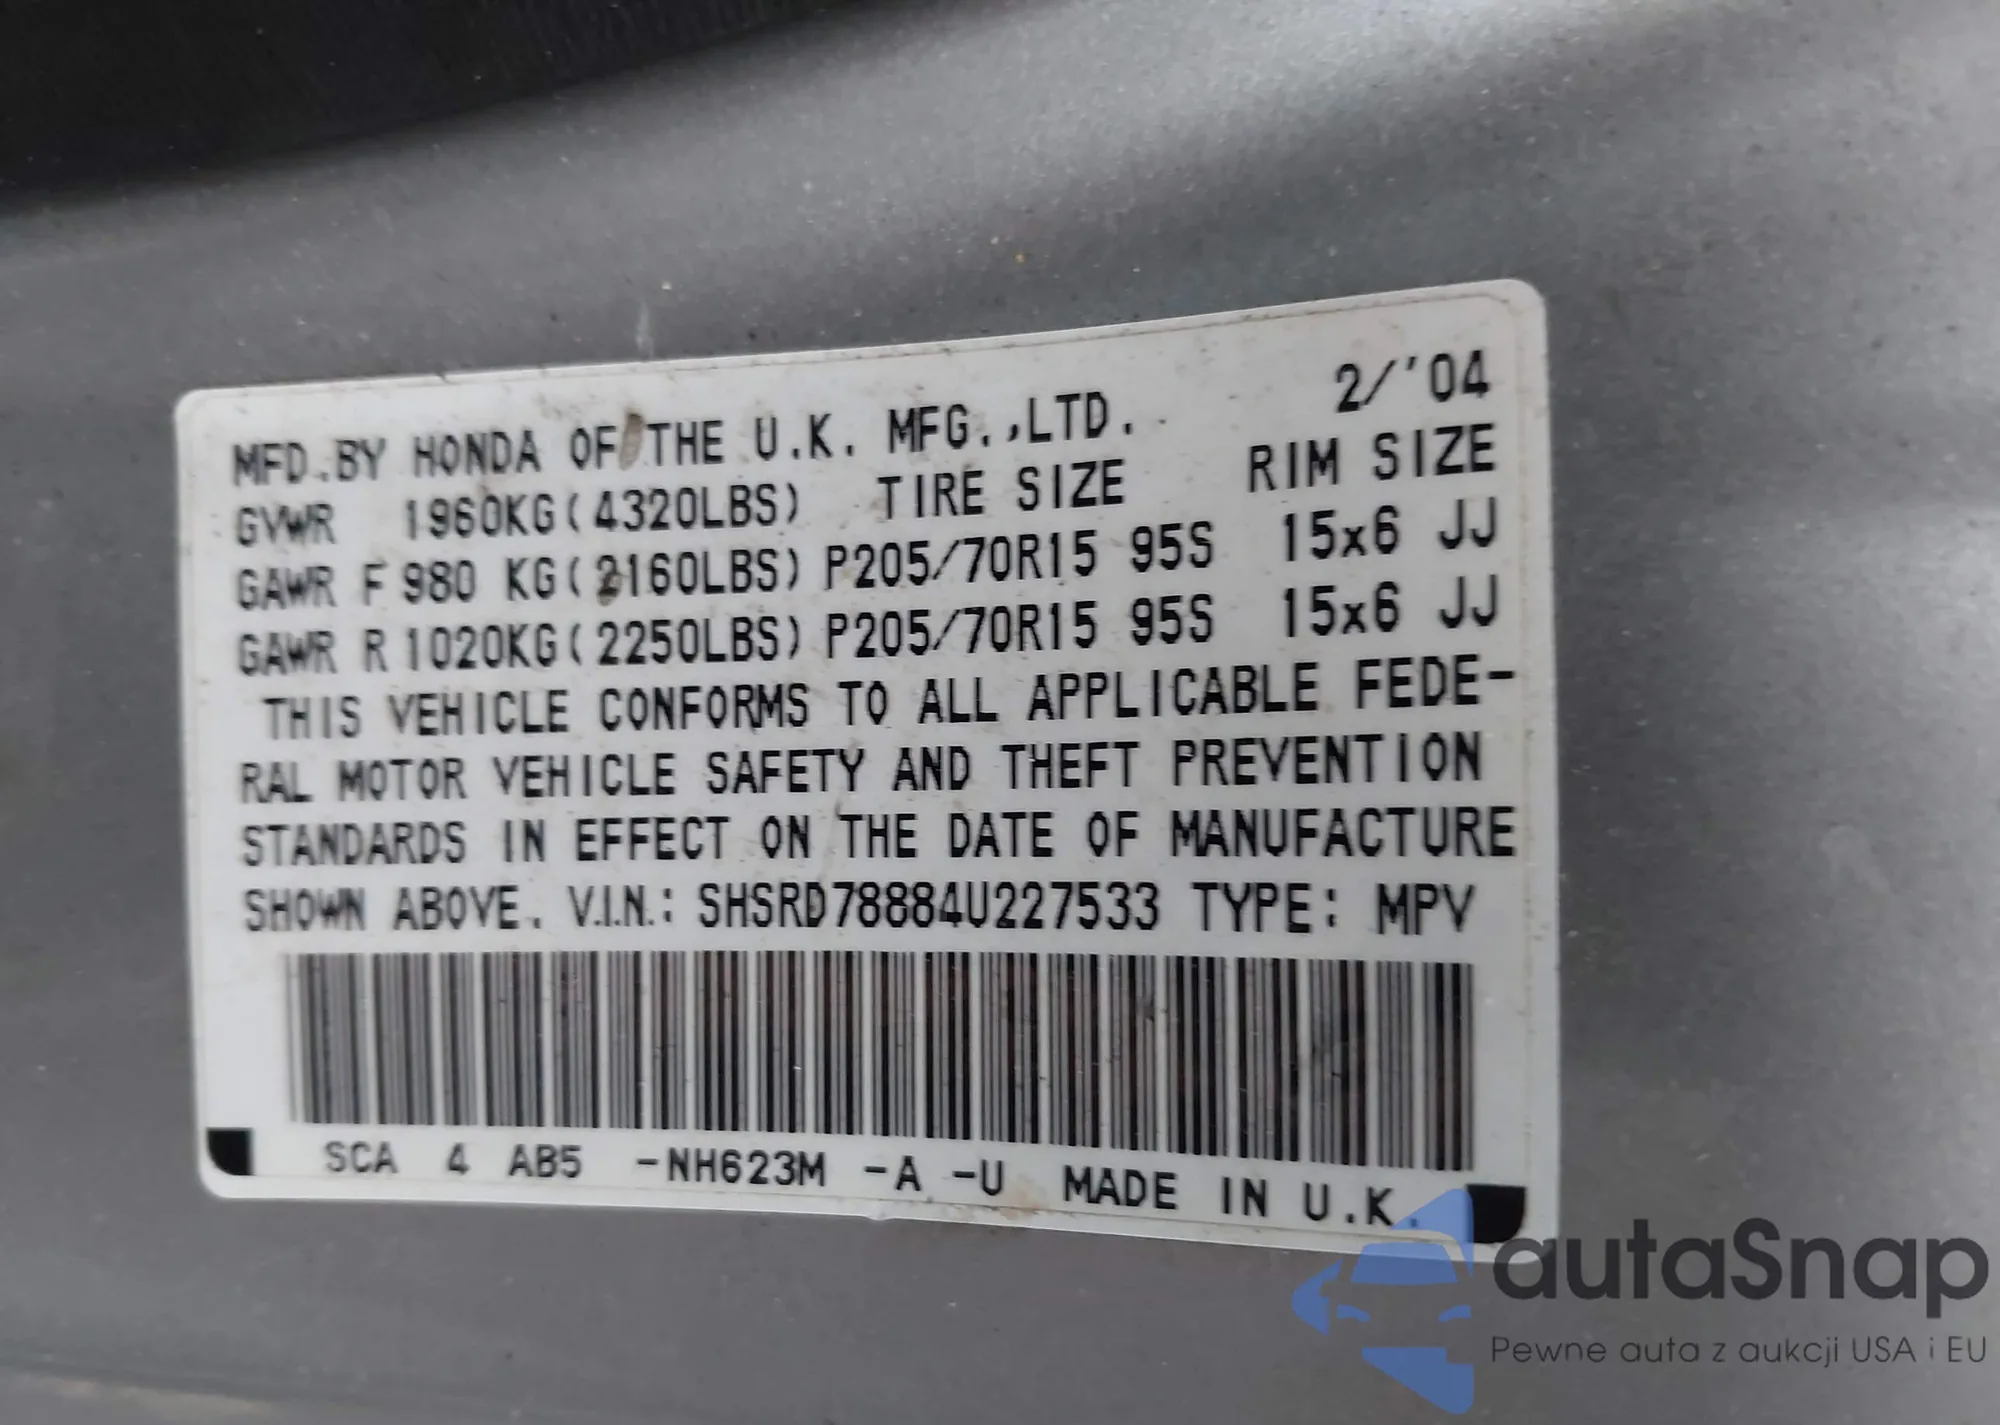 MFD.BY HONDA OF THE U.K. MFG.,LTD. 2/'04
GVWR 1960KG(4320LBS) TIRE SIZE RIM SIZE
GAWR F 980 KG(2160LBS) P205/70R15 95S 15x6 JJ
GAWR R 1020KG(2250LBS) P205/70R15 95S 15x6 JJ
THIS VEHICLE CONFORMS TO ALL APPLICABLE FEDE-
RAL MOTOR VEHICLE SAFETY AND THEFT PREVENTION
STANDARDS IN EFFECT ON THE DATE OF MANUFACTURE
SHOWN ABOVE. V.I.N.: SHSRD78884U227533 TYPE: MPV
SCA 4 AB5 -NH623M -A -U MADE IN U.K.
autaSnap
Pewne auta z aukcji USA i EU